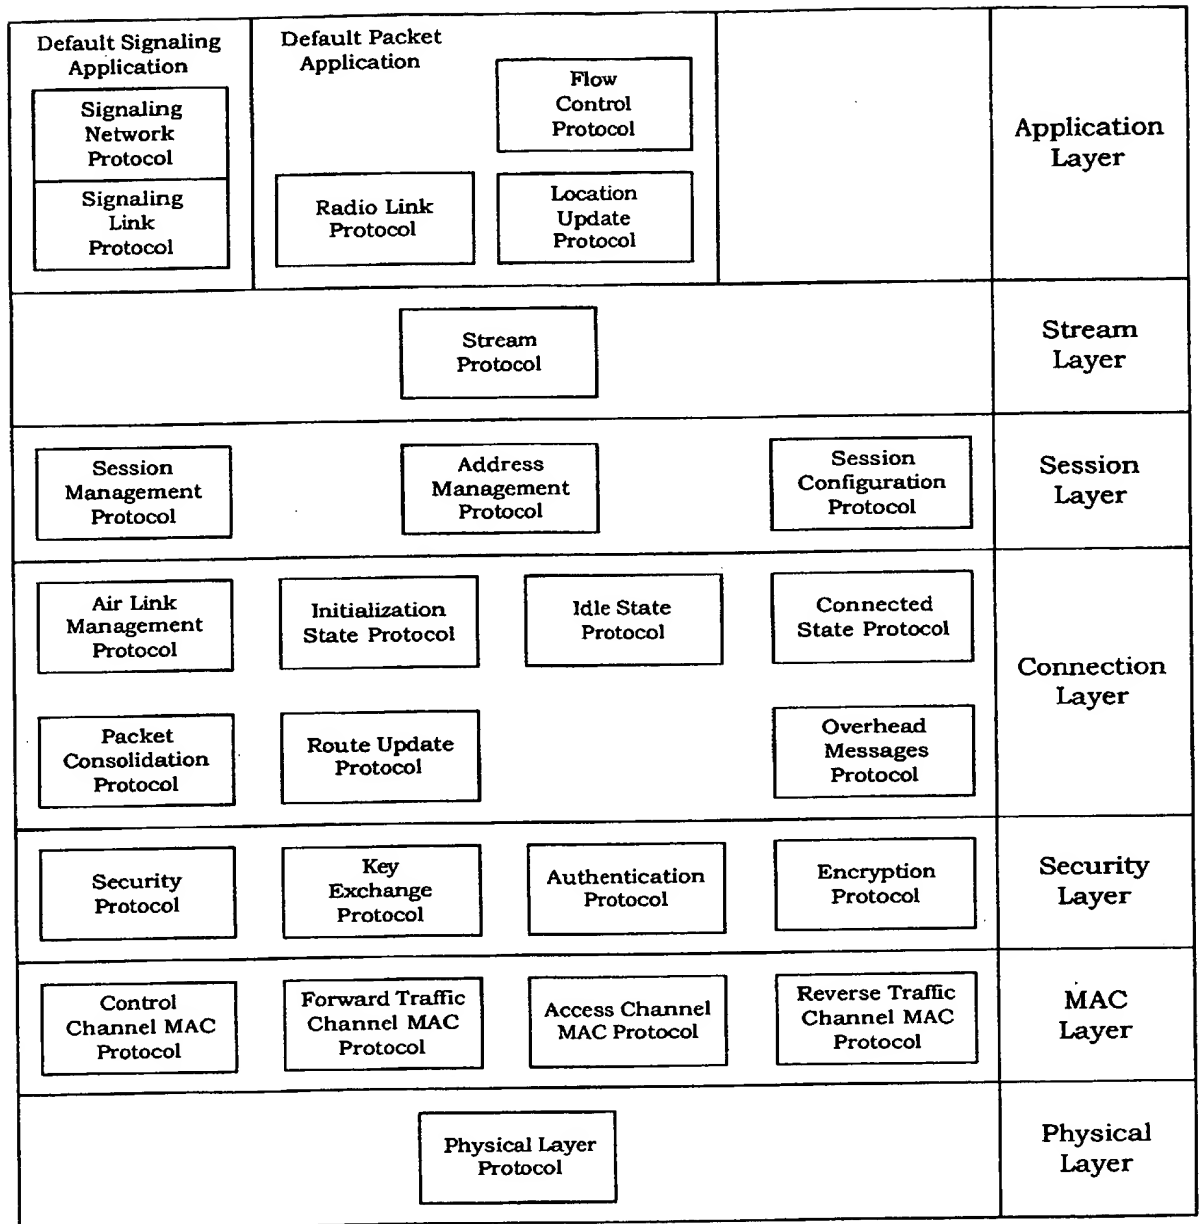 Default Signaling
Application
Signaling
Network
Protocol
Signaling
Link
Protocol
Default Packet
Application
Flow
Control
Protocol
Radio Link
Protocol
Location
Update
Protocol
Application
Layer
Stream
Protocol
Stream
Layer
Session
Management
Protocol
Address
Management
Protocol
Session
Configuration
Protocol
Session
Layer
Air Link
Management
Protocol
Initialization
State Protocol
Idle State
Protocol
Connected
State Protocol
Packet
Consolidation
Protocol
Route Update
Protocol
Overhead
Messages
Protocol
Connection
Layer
Security
Protocol
Key
Exchange
Protocol
Authentication
Protocol
Encryption
Protocol
Security
Layer
Control
Channel MAC
Protocol
Forward Traffic
Channel MAC
Protocol
Access Channel
MAC Protocol
Reverse Traffic
Channel MAC
Protocol
MAC
Layer
Physical Layer
Protocol
Physical
Layer